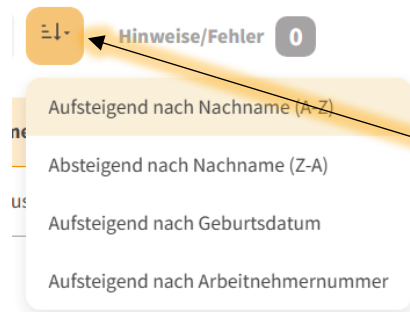 Hinweise/Fehler 0
Aufsteigend nach Nachname (A-Z)
Absteigend nach Nachname (Z-A)
Aufsteigend nach Geburtsdatum
Aufsteigend nach Arbeitnehmernummer